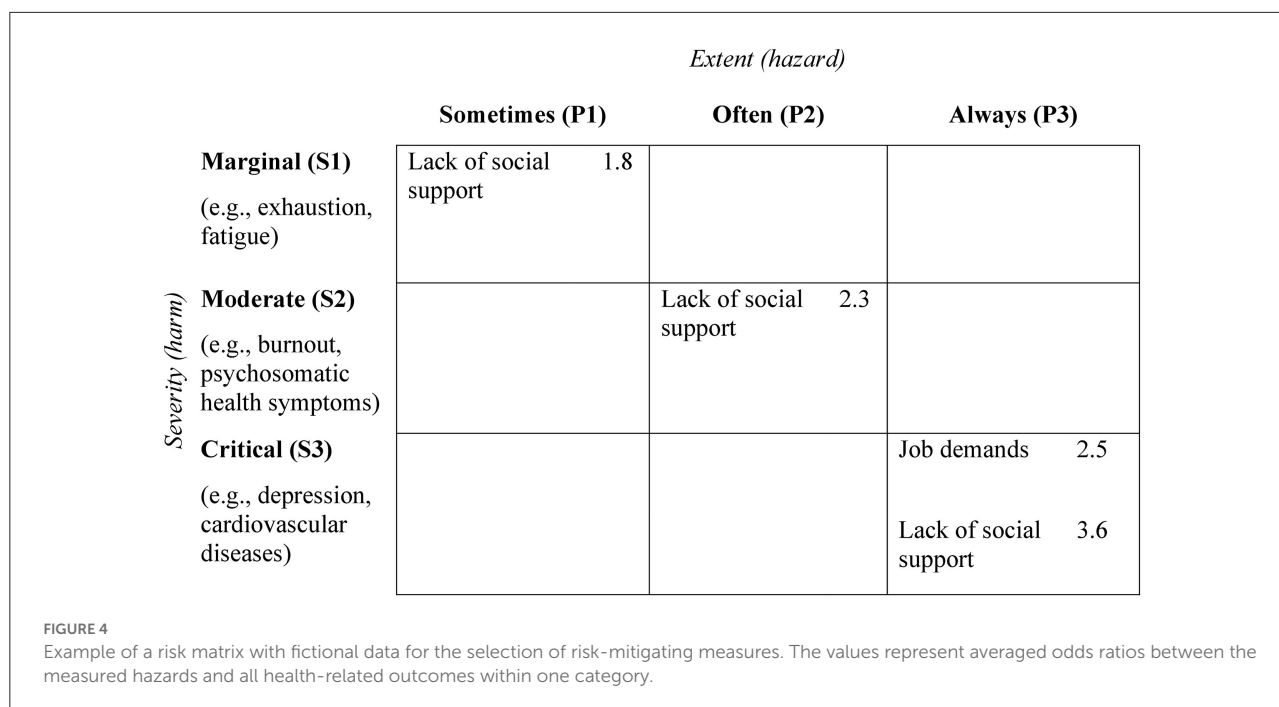 Extent (hazard)
Sometimes (P1) Often (P2) Always (P3)
Severity (harm)
Marginal (S1)
(e.g., exhaustion,
fatigue)
Lack of social 1.8
support
Moderate (S2)
(e.g., burnout,
psychosomatic
health symptoms)
Lack of social 2.3
support
Critical (S3)
(e.g., depression,
cardiovascular
diseases)
Job demands 2.5
Lack of social 3.6
support
FIGURE 4
Example of a risk matrix with fictional data for the selection of risk-mitigating measures. The values represent averaged odds ratios between the
measured hazards and all health-related outcomes within one category.